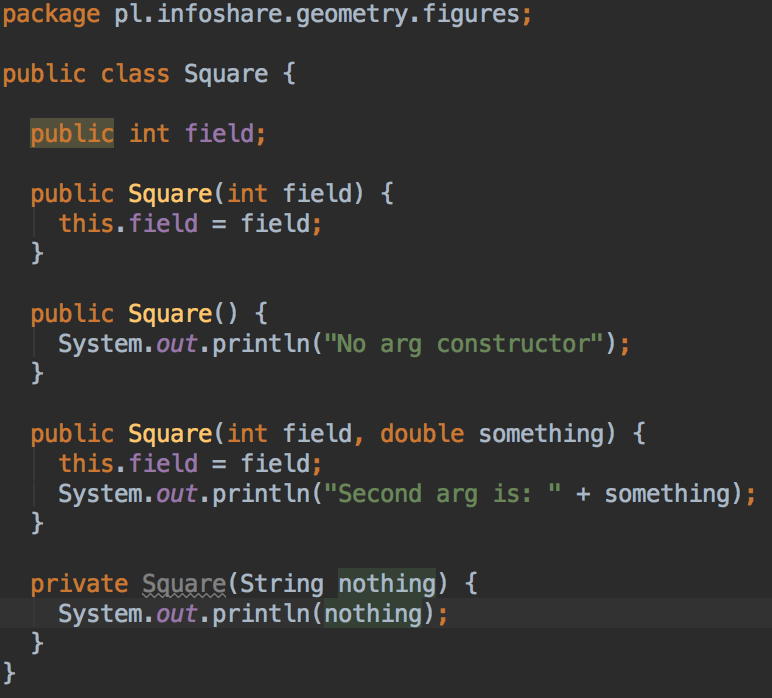 package pl.infoshare.geometry.figures;
public class Square {
public int field;
public Square(int field) {
this.field = field;
}
public Square() {
System.out.println("No arg constructor");
}
public Square(int field, double something) {
this.field = field;
System.out.println("Second arg is: " + something);
}
private Square(String nothing) {
System.out.println(nothing);
}
}